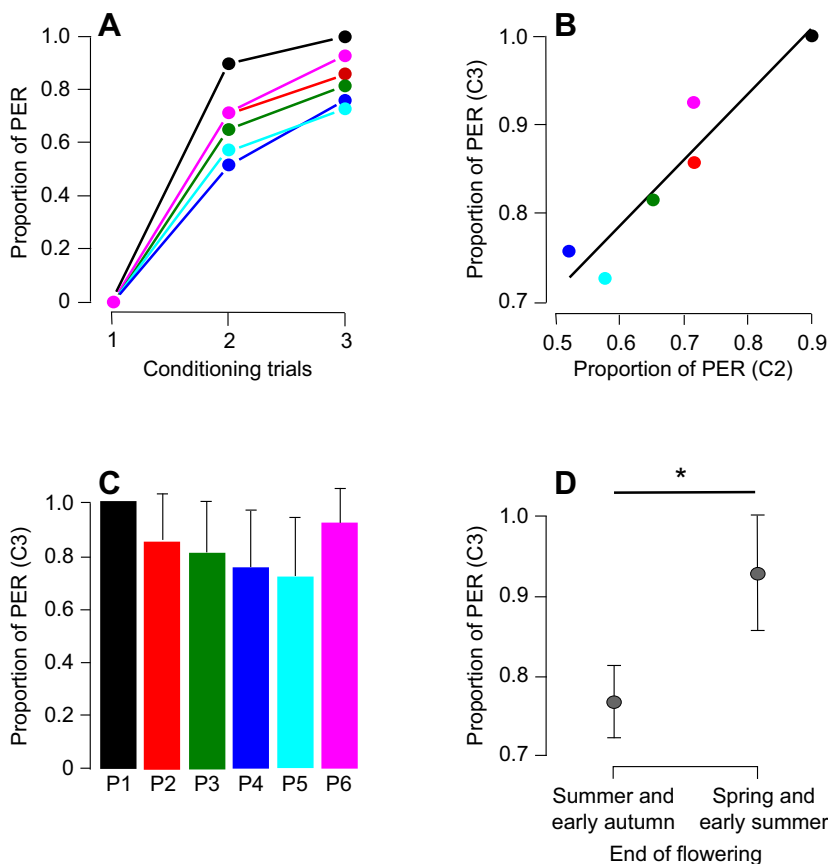 A
Proportion of PER
1.0
0.8
0.6
0.4
0.2
0
1
2
3
Conditioning trials
B
Proportion of PER (C3)
1.0
0.9
0.8
0.7
0.5
0.6
0.7
0.8
0.9
Proportion of PER (C2)
C
Proportion of PER (C3)
1.0
0.8
0.6
0.4
0.2
0
P1
P2
P3
P4
P5
P6
D
*
Proportion of PER (C3)
1.0
0.9
0.8
0.7
Summer and
early autumn
Spring and
early summer
End of flowering